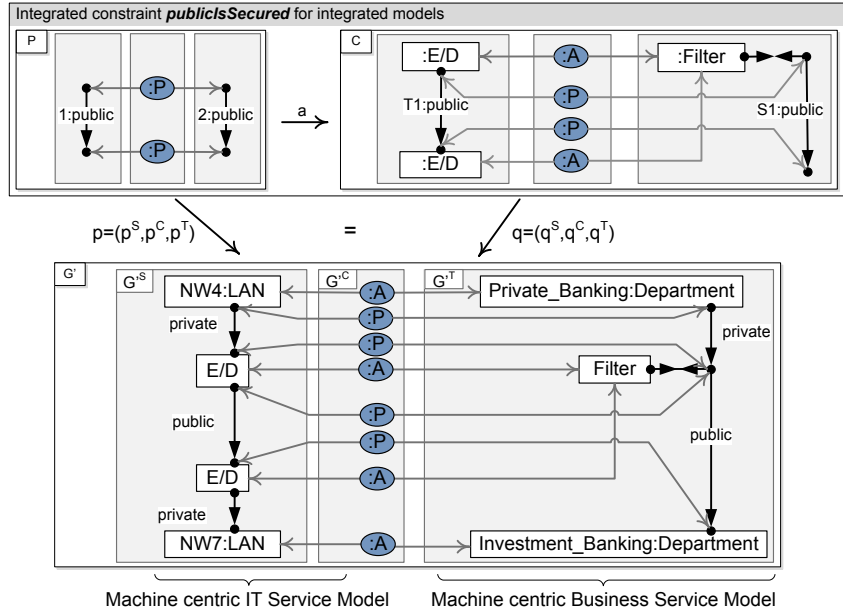 Integrated constraint publicIsSecured for integrated models
P
C
:E/D
:A
:Filter
:P
1:public
2:public
a
T1:public
:P
S1:public
:P
:P
:E/D
:A
p=(p^S,p^C,p^T)
=
q=(q^S,q^C,q^T)
G'
G'^S
G'^C
G'^T
NW4:LAN
:A
Private_Banking:Department
:P
private
private
:P
E/D
:A
Filter
public
:P
public
:P
E/D
:A
private
NW7:LAN
:A
Investment_Banking:Department
Machine centric IT Service Model
Machine centric Business Service Model